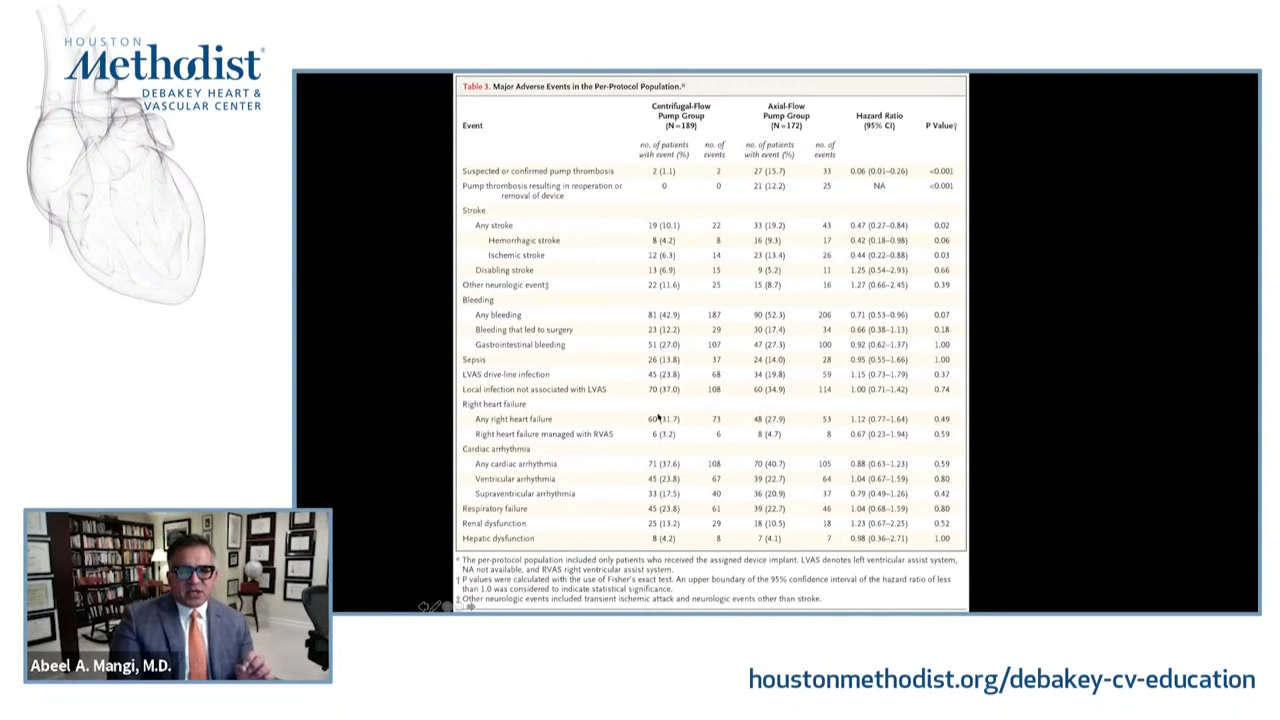 HOUSTON
Methodist
DEBAKEY HEART &
VASCULAR CENTER
Table 3. Major Adverse Events in the Per-Protocol Population.*
Event Centrifugal-Flow Pump Group (N=189) Axial-Flow Pump Group (N=172) Hazard Ratio (95% CI) P Value†
no. of patients with event (%) no. of events no. of patients with event (%) no. of events
Suspected or confirmed pump thrombosis 2 (1.1) 2 27 (15.7) 33 0.06 (0.01–0.26) <0.001
Pump thrombosis resulting in reoperation or removal of device 0 0 21 (12.2) 25 NA <0.001
Stroke
Any stroke 19 (10.1) 22 33 (19.2) 43 0.47 (0.27–0.84) 0.02
Hemorrhagic stroke 8 (4.2) 8 16 (9.3) 17 0.42 (0.18–0.98) 0.06
Ischemic stroke 12 (6.3) 14 23 (13.4) 26 0.44 (0.22–0.88) 0.03
Disabling stroke 13 (6.9) 15 9 (5.2) 11 1.25 (0.54–2.93) 0.66
Other neurologic event‡ 22 (11.6) 25 15 (8.7) 16 1.27 (0.66–2.45) 0.39
Bleeding
Any bleeding 81 (42.9) 187 90 (52.3) 206 0.71 (0.53–0.96) 0.07
Bleeding that led to surgery 23 (12.2) 29 30 (17.4) 34 0.66 (0.38–1.13) 0.18
Gastrointestinal bleeding 51 (27.0) 107 47 (27.3) 100 0.92 (0.62–1.37) 1.00
Sepsis 26 (13.8) 37 24 (14.0) 28 0.95 (0.55–1.66) 1.00
LVAS drive-line infection 45 (23.8) 68 34 (19.8) 59 1.15 (0.73–1.79) 0.37
Local infection not associated with LVAS 70 (37.0) 108 60 (34.9) 114 1.00 (0.71–1.42) 0.74
Right heart failure
Any right heart failure 60 (31.7) 73 48 (27.9) 53 1.12 (0.77–1.64) 0.49
Right heart failure managed with RVAS 6 (3.2) 6 8 (4.7) 8 0.67 (0.23–1.94) 0.59
Cardiac arrhythmia
Any cardiac arrhythmia 71 (37.6) 108 70 (40.7) 105 0.88 (0.63–1.23) 0.59
Ventricular arrhythmia 45 (23.8) 67 39 (22.7) 64 1.04 (0.67–1.59) 0.80
Supraventricular arrhythmia 33 (17.5) 40 36 (20.9) 37 0.79 (0.49–1.26) 0.42
Respiratory failure 45 (23.8) 61 39 (22.7) 46 1.04 (0.68–1.59) 0.80
Renal dysfunction 25 (13.2) 29 18 (10.5) 18 1.23 (0.67–2.25) 0.52
Hepatic dysfunction 8 (4.2) 8 7 (4.1) 7 0.98 (0.36–2.71) 1.00
* The per-protocol population included only patients who received the assigned device implant. LVAS denotes left ventricular assist system,
NA not available, and RVAS right ventricular assist system.
† P values were calculated with the use of Fisher's exact test. An upper boundary of the 95% confidence interval of the hazard ratio of less
than 1.0 was considered to indicate statistical significance.
‡ Other neurologic events included transient ischemic attack and neurologic events other than stroke.
Abeel A. Mangi, M.D.
houstonmethodist.org/debakey-cv-education